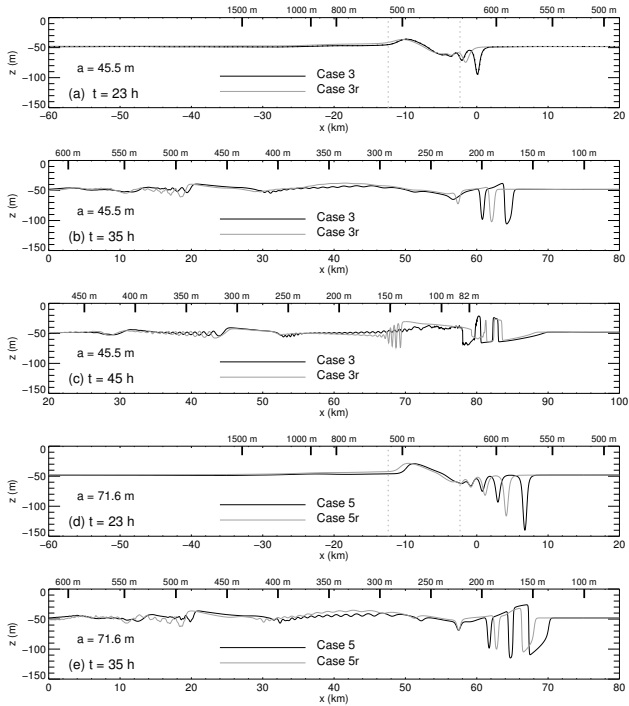 1500 m 1000 m 800 m 500 m 600 m 550 m 500 m
0
−50
−100
−150
z (m)
a = 45.5 m
(a) t = 23 h
Case 3
Case 3r
−60 −50 −40 −30 −20 −10 0 10 20
x (km)
600 m 550 m 500 m 450 m 400 m 350 m 300 m 250 m 200 m 150 m 100 m
0
−50
−100
−150
z (m)
a = 45.5 m
(b) t = 35 h
Case 3
Case 3r
0 10 20 30 40 50 60 70 80
x (km)
450 m 400 m 350 m 300 m 250 m 200 m 150 m 100 m 82 m
0
−50
−100
−150
z (m)
a = 45.5 m
(c) t = 45 h
Case 3
Case 3r
20 30 40 50 60 70 80 90 100
x (km)
1500 m 1000 m 800 m 500 m 600 m 550 m 500 m
0
−50
−100
−150
z (m)
a = 71.6 m
(d) t = 23 h
Case 5
Case 5r
−60 −50 −40 −30 −20 −10 0 10 20
x (km)
600 m 550 m 500 m 450 m 400 m 350 m 300 m 250 m 200 m 150 m 100 m
0
−50
−100
−150
z (m)
a = 71.6 m
(e) t = 35 h
Case 5
Case 5r
0 10 20 30 40 50 60 70 80
x (km)